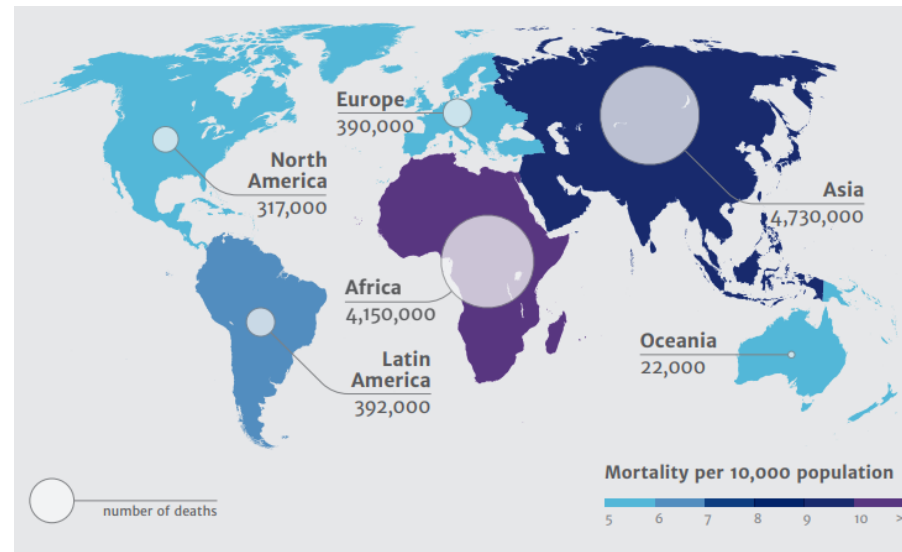 Europe
390,000
North
America
317,000
Asia
4,730,000
Africa
4,150,000
Latin
America
392,000
Oceania
22,000
Mortality per 10,000 population
5 6 7 8 9 10 >
number of deaths